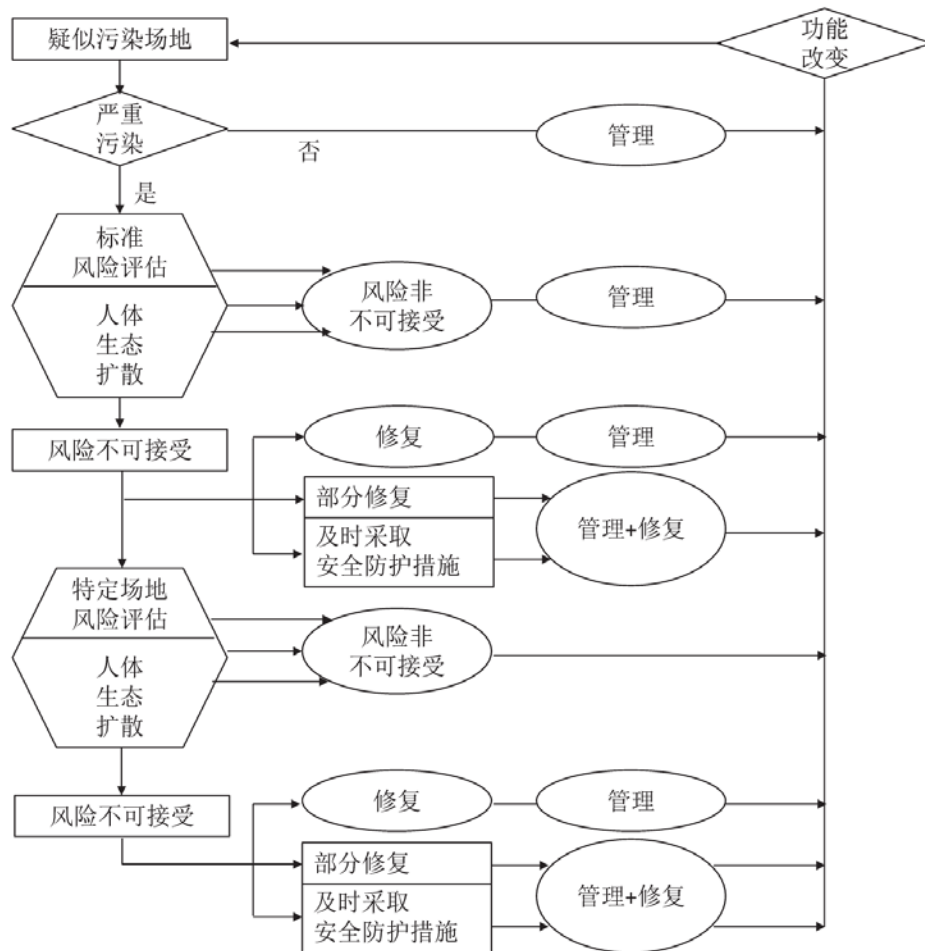 疑似污染场地
功能
改变
严重
污染
否
管理
是
标准
风险评估
人体
生态
扩散
风险非
不可接受
管理
风险不可接受
修复
管理
部分修复
及时采取
安全防护措施
管理+修复
特定场地
风险评估
人体
生态
扩散
风险非
不可接受
风险不可接受
修复
管理
部分修复
及时采取
安全防护措施
管理+修复